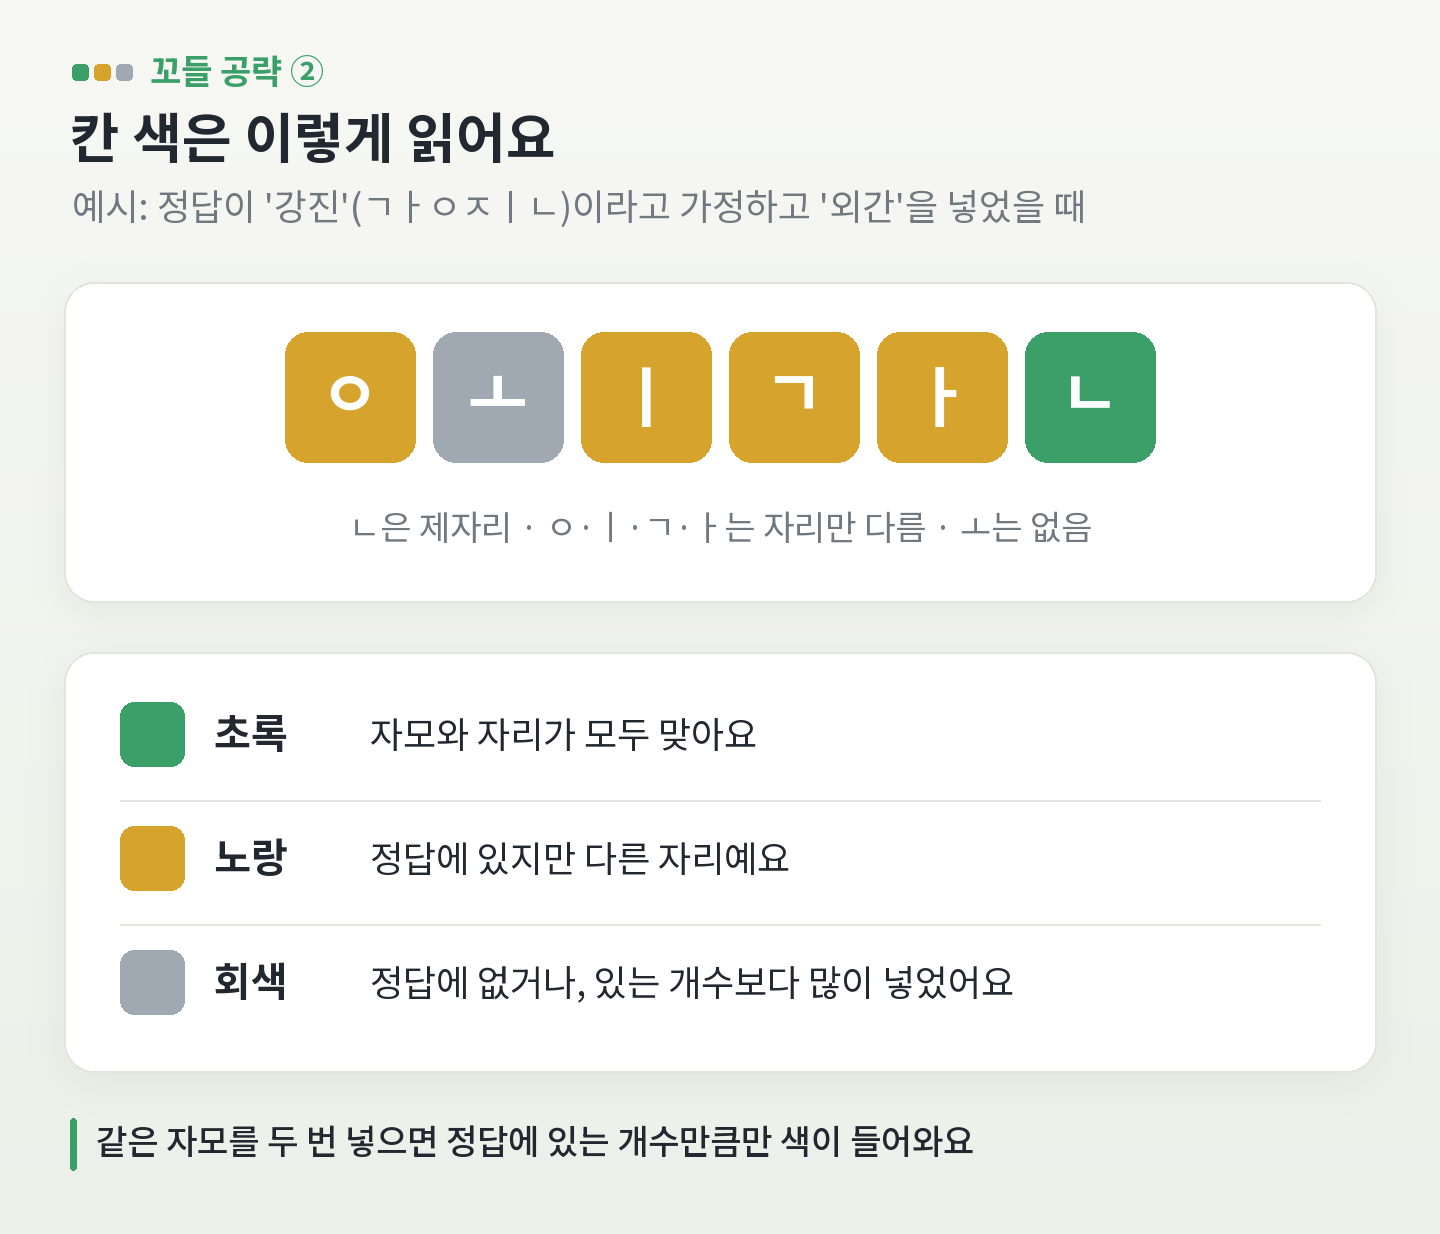 꼬들 공략 ②
칸 색은 이렇게 읽어요
예시: 정답이 '강진'(ㄱㅏㅇㅈㅣㄴ)이라고 가정하고 '외간'을 넣었을 때
ㅇ ㅗ ㅣ ㄱ ㅏ ㄴ
ㄴ은 제자리 · ㅇ·ㅣ·ㄱ·ㅏ는 자리만 다름 · ㅗ는 없음
초록 자모와 자리가 모두 맞아요
노랑 정답에 있지만 다른 자리예요
회색 정답에 없거나, 있는 개수보다 많이 넣었어요
같은 자모를 두 번 넣으면 정답에 있는 개수만큼만 색이 들어와요